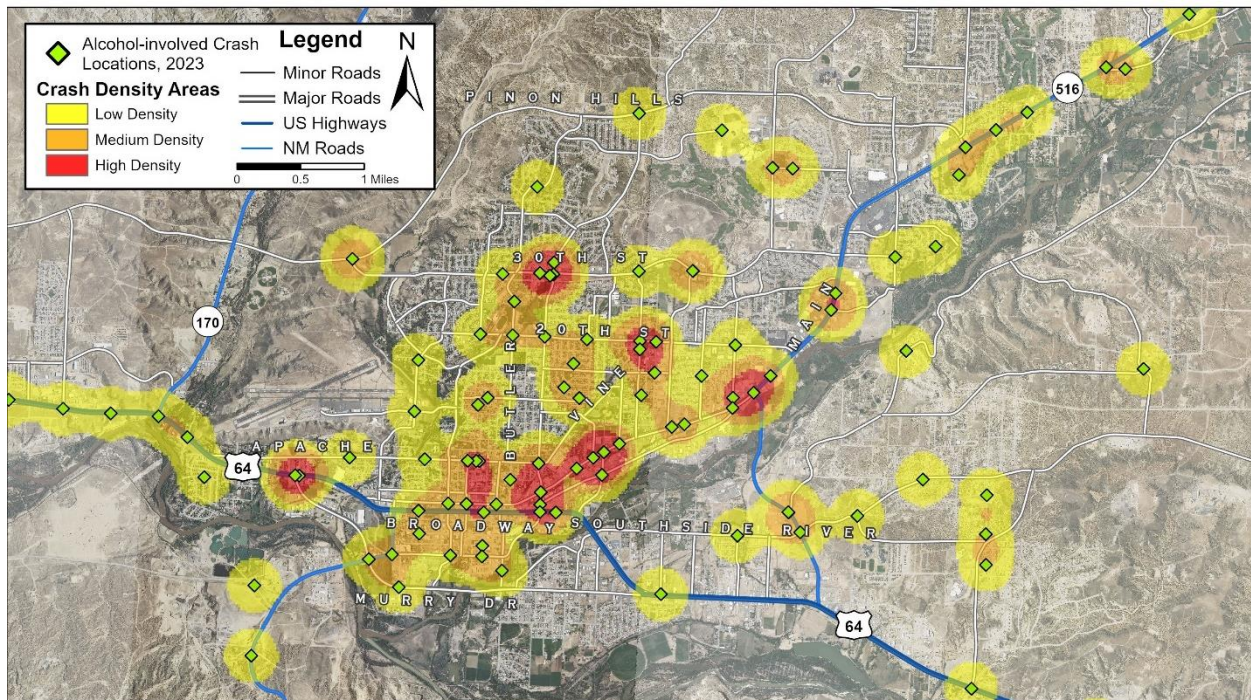 Legend
Alcohol-involved Crash
Locations, 2023
Crash Density Areas
Low Density
Medium Density
High Density
Minor Roads
Major Roads
US Highways
NM Roads
0 0.5 1 Miles
N
PINON HILLS
516
30TH ST
170
20TH ST
MAIN
BUTLER
VINE
APACHE
64
BROADWAY
SOUTHSIDE RIVER
MURRY DR
64